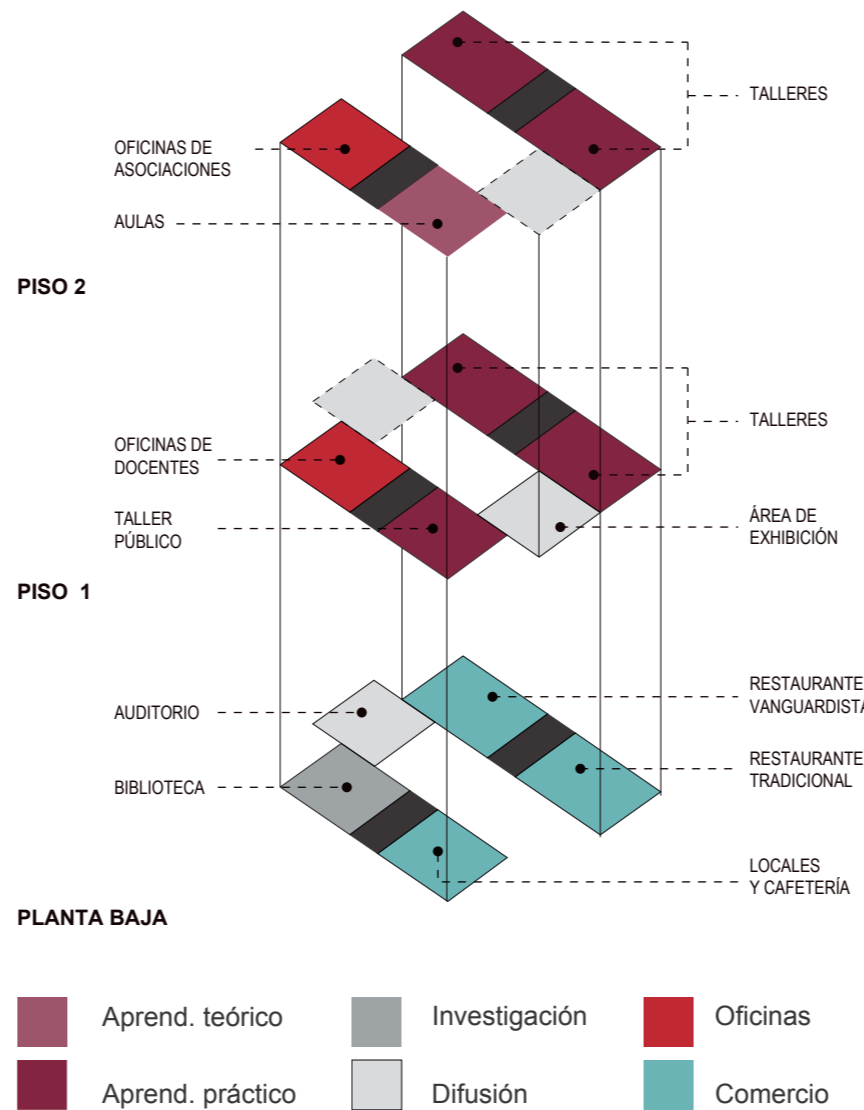 TALLERES
OFICINAS DE
ASOCIACIONES
AULAS
PISO 2
OFICINAS DE
DOCENTES
TALLERES
TALLER
PÚBLICO
ÁREA DE
EXHIBICIÓN
PISO 1
AUDITORIO
RESTAURANTE
VANGUARDISTA
BIBLIOTECA
RESTAURANTE
TRADICIONAL
LOCALES
Y CAFETERÍA
PLANTA BAJA
Aprend. teórico
Investigación
Oficinas
Aprend. práctico
Difusión
Comercio